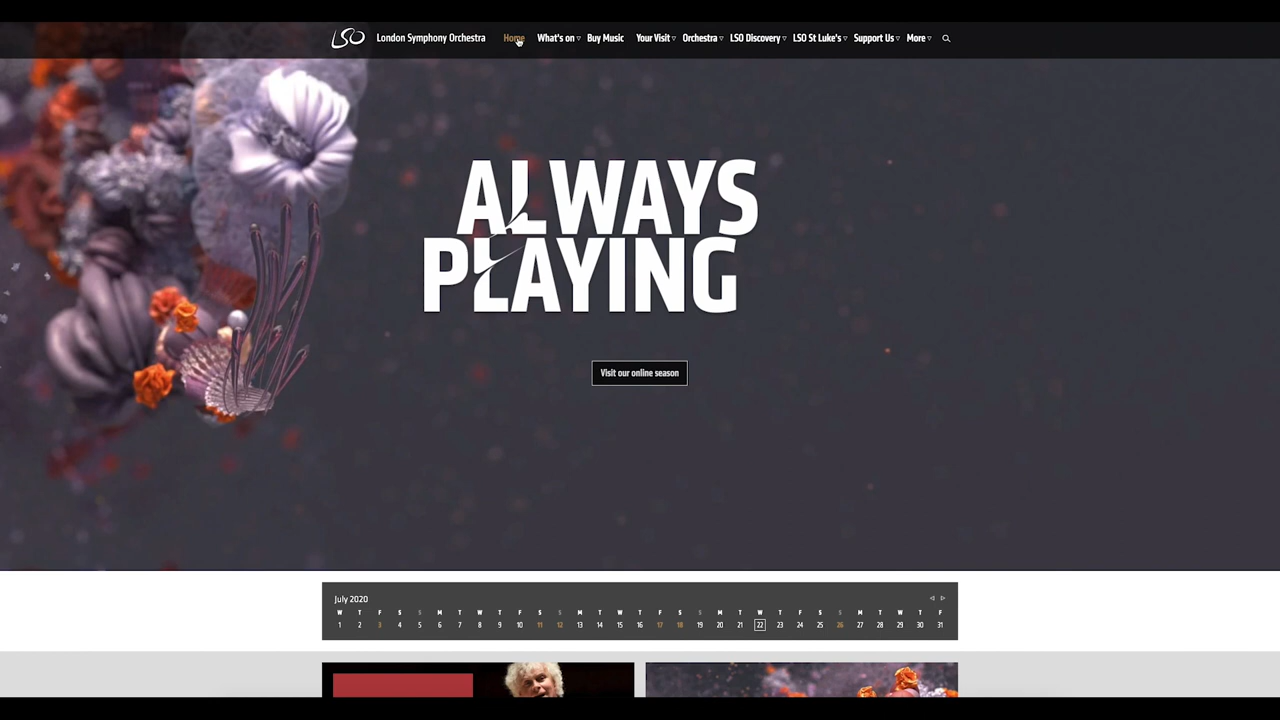 LSO London Symphony Orchestra Home What's on Buy Music Your Visit Orchestra LSO Discovery LSO St Luke's Support Us More
ALWAYS
PLAYING
Visit our online season
July 2020
W T F S S M T W T F S S M T W T F S S M T W T F S S M T W T F
1 2 3 4 5 6 7 8 9 10 11 12 13 14 15 16 17 18 19 20 21 22 23 24 25 26 27 28 29 30 31